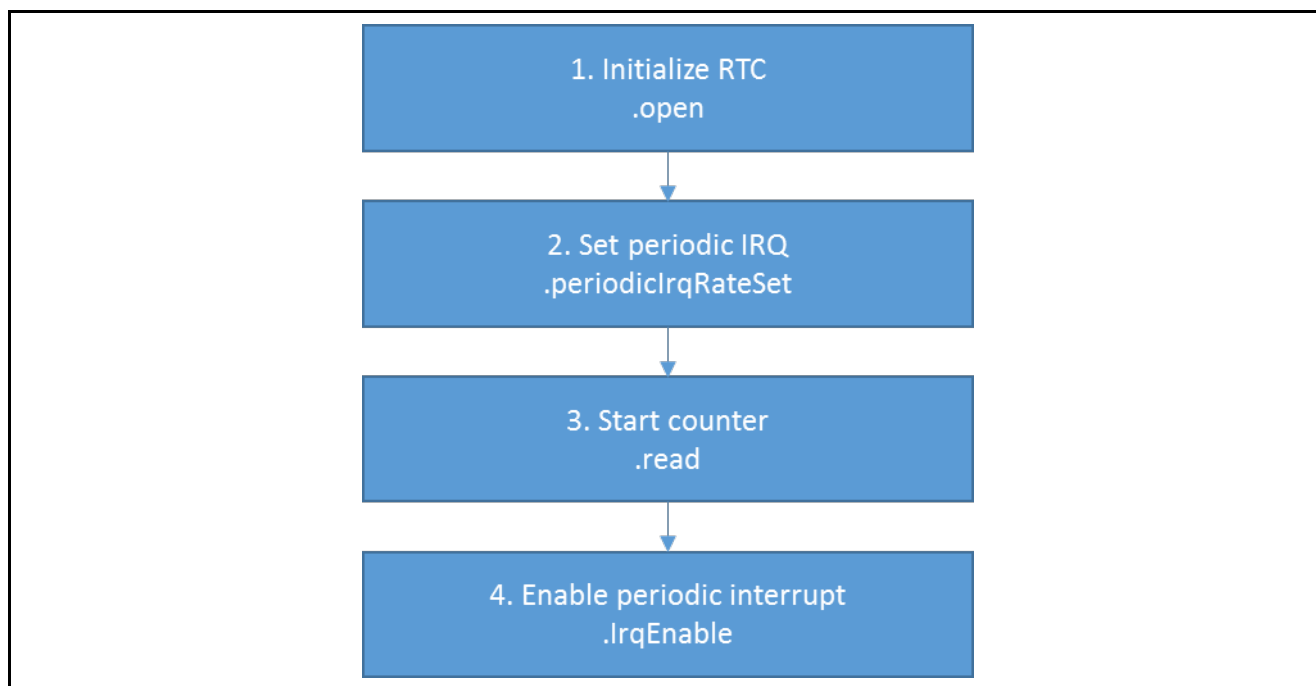 1. Initialize RTC
.open
2. Set periodic IRQ
.periodicIrqRateSet
3. Start counter
.read
4. Enable periodic interrupt
.IrqEnable